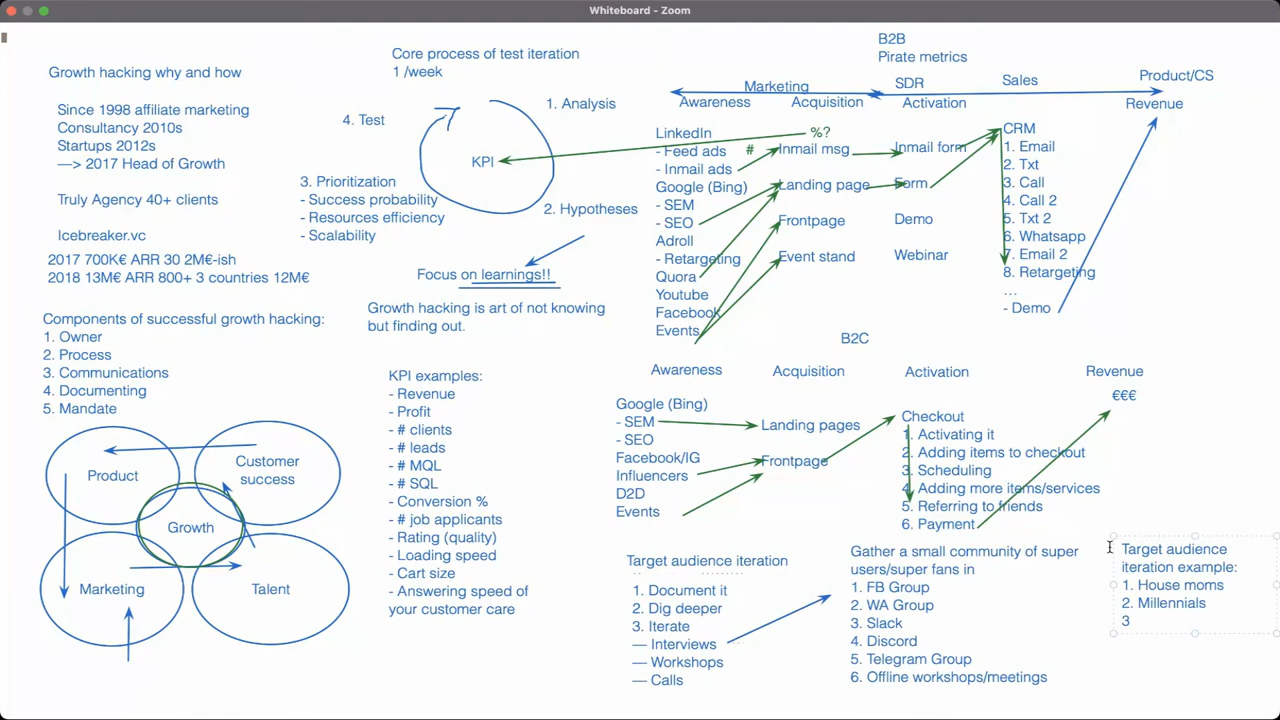 Whiteboard - Zoom
Growth hacking why and how
Since 1998 affiliate marketing
Consultancy 2010s
Startups 2012s
—> 2017 Head of Growth
Truly Agency 40+ clients
Icebreaker.vc
2017 700K€ ARR 30 2M€-ish
2018 13M€ ARR 800+ 3 countries 12M€
Components of successful growth hacking:
1. Owner
2. Process
3. Communications
4. Documenting
5. Mandate
Product
Customer
success
Growth
Marketing
Talent
Core process of test iteration
1 /week
1. Analysis
4. Test
KPI
3. Prioritization
- Success probability
- Resources efficiency
- Scalability
2. Hypotheses
Focus on learnings!!
Growth hacking is art of not knowing
but finding out.
KPI examples:
- Revenue
- Profit
- # clients
- # leads
- # MQL
- # SQL
- Conversion %
- # job applicants
- Rating (quality)
- Loading speed
- Cart size
- Answering speed of
your customer care
B2B
Pirate metrics
Marketing
SDR
Sales
Product/CS
Awareness
Acquisition
Activation
Revenue
LinkedIn
- Feed ads
- Inmail ads
Google (Bing)
- SEM
- SEO
Adroll
- Retargeting
Quora
Youtube
Facebook
Events
#
%?
Inmail msg
Landing page
Frontpage
Event stand
Inmail form
Form
Demo
Webinar
CRM
1. Email
2. Txt
3. Call
4. Call 2
5. Txt 2
6. Whatsapp
7. Email 2
8. Retargeting
...
- Demo
B2C
Awareness
Acquisition
Activation
Revenue
€€€
Google (Bing)
- SEM
- SEO
Facebook/IG
Influencers
D2D
Events
Landing pages
Frontpage
Checkout
1. Activating it
2. Adding items to checkout
3. Scheduling
4. Adding more items/services
5. Referring to friends
6. Payment
Target audience iteration
1. Document it
2. Dig deeper
3. Iterate
— Interviews
— Workshops
— Calls
Gather a small community of super
users/super fans in
1. FB Group
2. WA Group
3. Slack
4. Discord
5. Telegram Group
6. Offline workshops/meetings
Target audience
iteration example:
1. House moms
2. Millennials
3